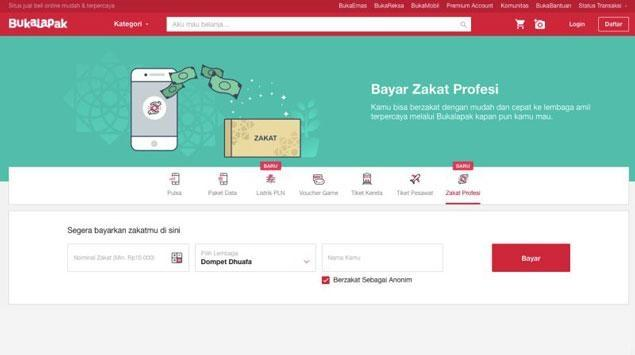 Situs jual beli online mudah & terpercaya
BukaEmas BukaReksa BukaMobil Premium Account Komunitas BukaBantuan Status Transaksi
BukaLapak
Kategori
Aku mau belanja...
Login
Daftar
Bayar Zakat Profesi
Kamu bisa berzakat dengan mudah dan cepat ke lembaga amil
terpercaya melalui Bukalapak kapan pun kamu mau.
ZAKAT
BARU
BARU
Pulsa
Paket Data
Listrik PLN
Voucher Game
Tiket Kereta
Tiket Pesawat
Zakat Profesi
Segera bayarkan zakatmu di sini
Nominal Zakat (Min. Rp10.000)
Pilih Lembaga
Dompet Dhuafa
Nama Kamu
Bayar
Berzakat Sebagai Anonim